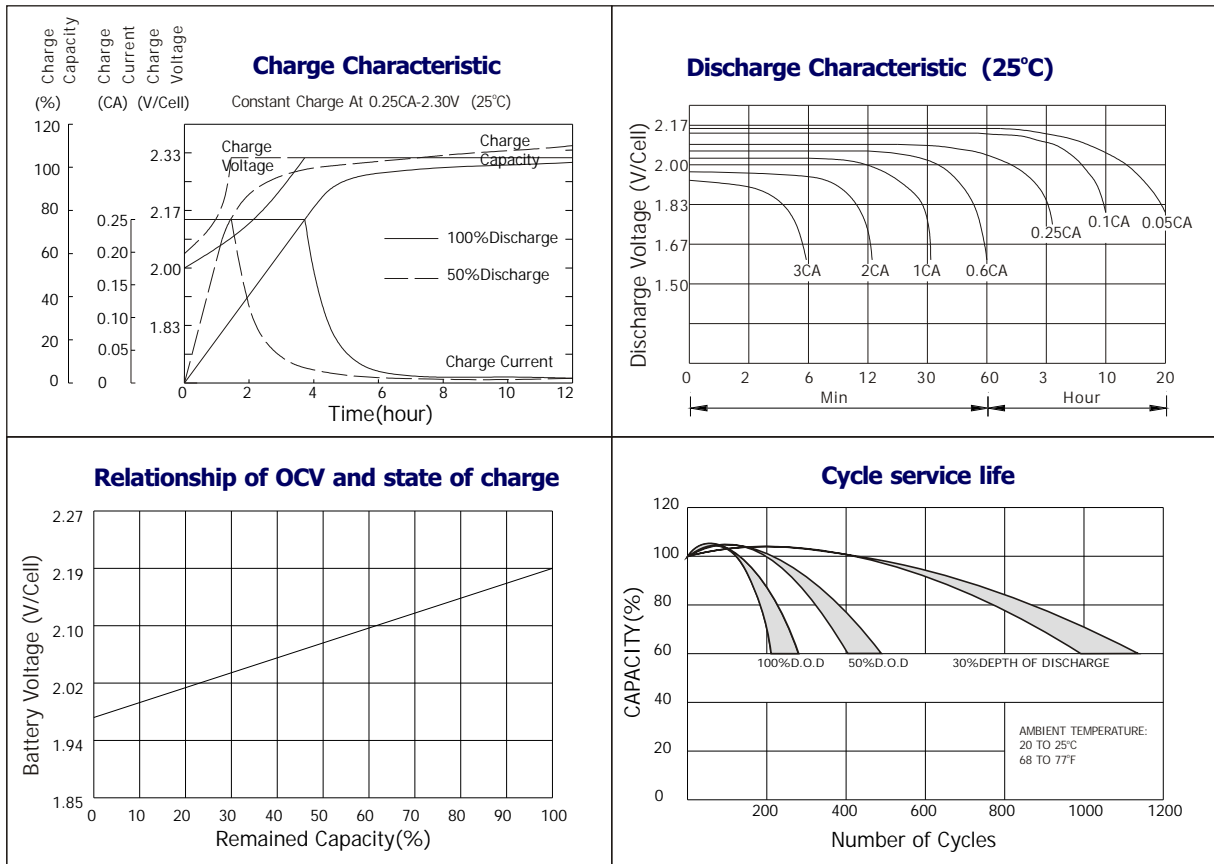 Charge Capacity
Charge Current
Charge Voltage
(%) (CA) (V/Cell)
Charge Characteristic
Constant Charge At 0.25CA-2.30V (25°C)
120
100
80
60
40
20
0
0.25
0.20
0.15
0.10
0.05
0
2.33
2.17
2.00
1.83
Charge Voltage
Charge Capacity
100%Discharge
50%Discharge
Charge Current
0 2 4 6 8 10 12
Time(hour)
Discharge Characteristic (25°C)
Discharge Voltage (V/Cell)
2.17
2.00
1.83
1.67
1.50
3CA 2CA 1CA 0.6CA 0.25CA 0.1CA 0.05CA
0 2 6 12 30 60 3 10 20
Min Hour
Relationship of OCV and state of charge
Battery Voltage (V/Cell)
2.27
2.19
2.10
2.02
1.94
1.85
0 10 20 30 40 50 60 70 80 90 100
Remained Capacity(%)
Cycle service life
CAPACITY(%)
120
100
80
60
40
20
0
100%D.O.D 50%D.O.D 30%DEPTH OF DISCHARGE
AMBIENT TEMPERATURE:
20 TO 25°C
68 TO 77°F
200 400 600 800 1000 1200
Number of Cycles